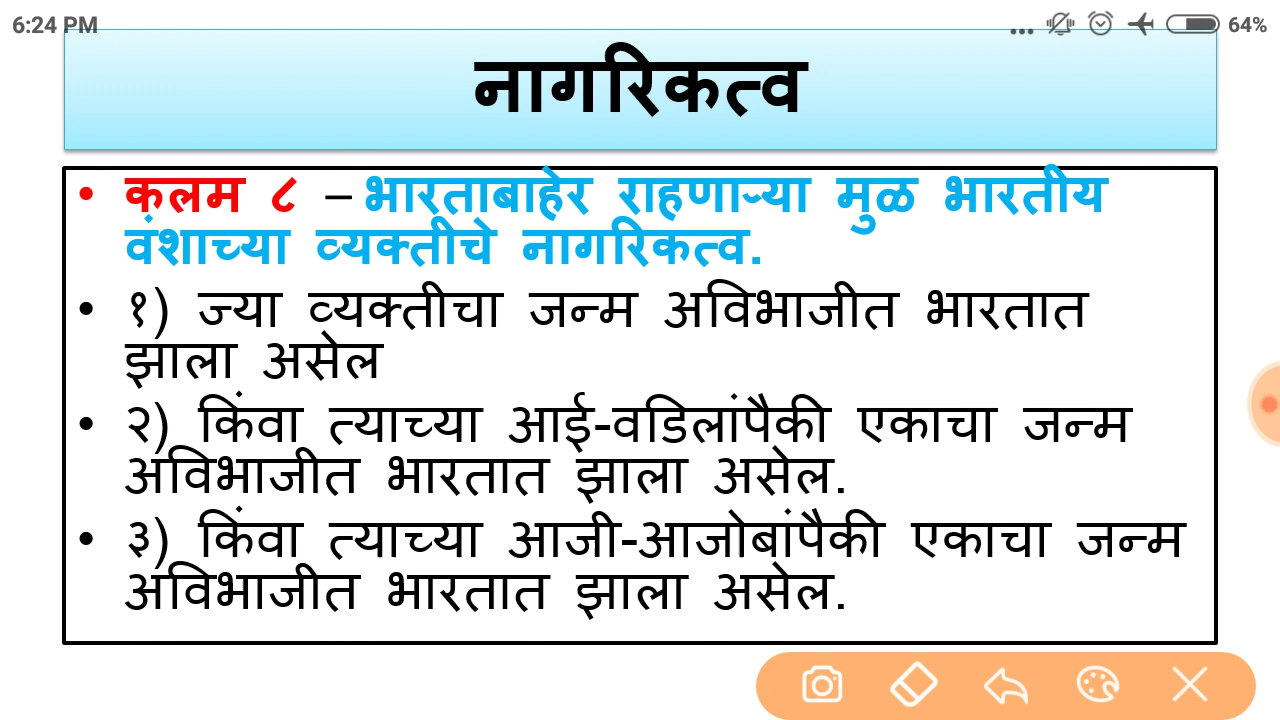 6:24 PM
64%
नागरिकत्व
• कलम ८ – भारताबाहेर राहणाऱ्या मुळ भारतीय
वंशाच्या व्यक्तीचे नागरिकत्व.
• १) ज्या व्यक्तीचा जन्म अविभाजीत भारतात
झाला असेल
• २) किंवा त्याच्या आई-वडिलांपैकी एकाचा जन्म
अविभाजीत भारतात झाला असेल.
• ३) किंवा त्याच्या आजी-आजोबांपैकी एकाचा जन्म
अविभाजीत भारतात झाला असेल.